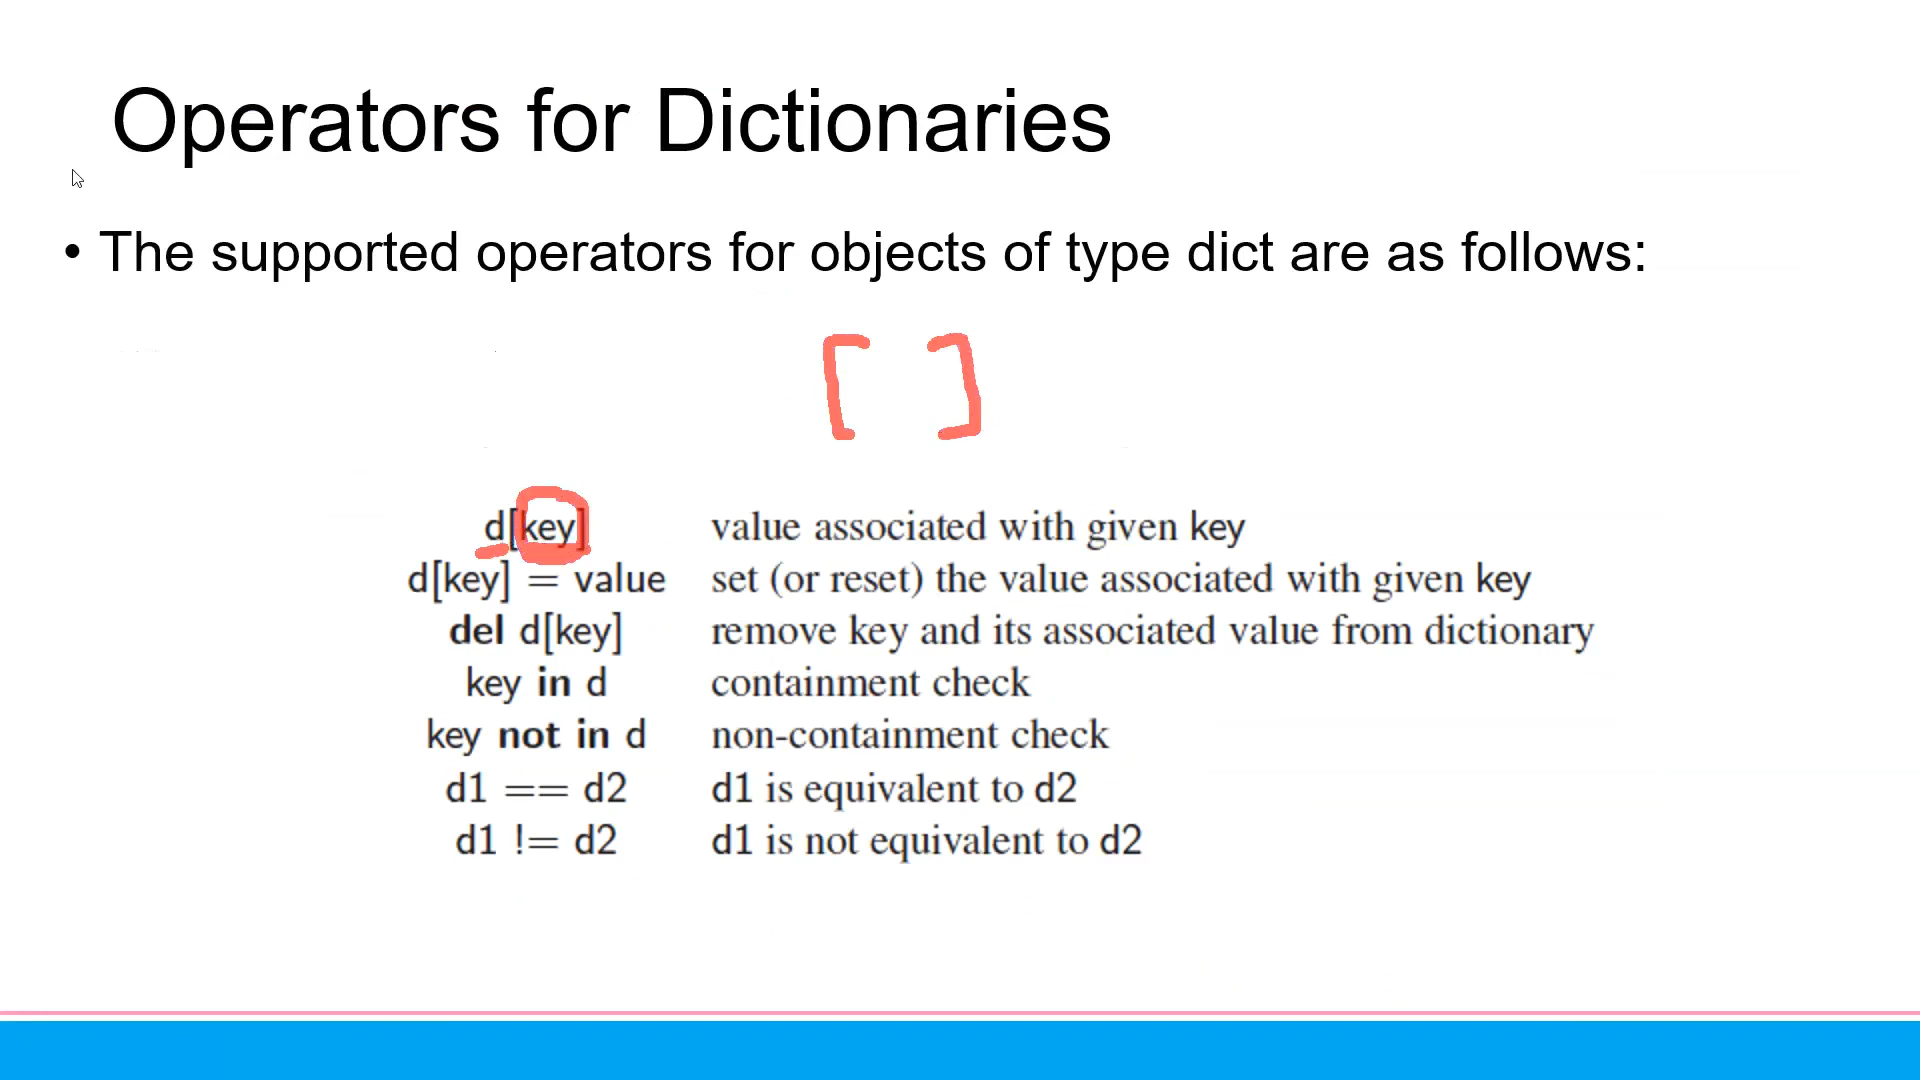 Operators for Dictionaries
• The supported operators for objects of type dict are as follows:
[ ]
d[key] value associated with given key
d[key] = value set (or reset) the value associated with given key
del d[key] remove key and its associated value from dictionary
key in d containment check
key not in d non-containment check
d1 == d2 d1 is equivalent to d2
d1 != d2 d1 is not equivalent to d2